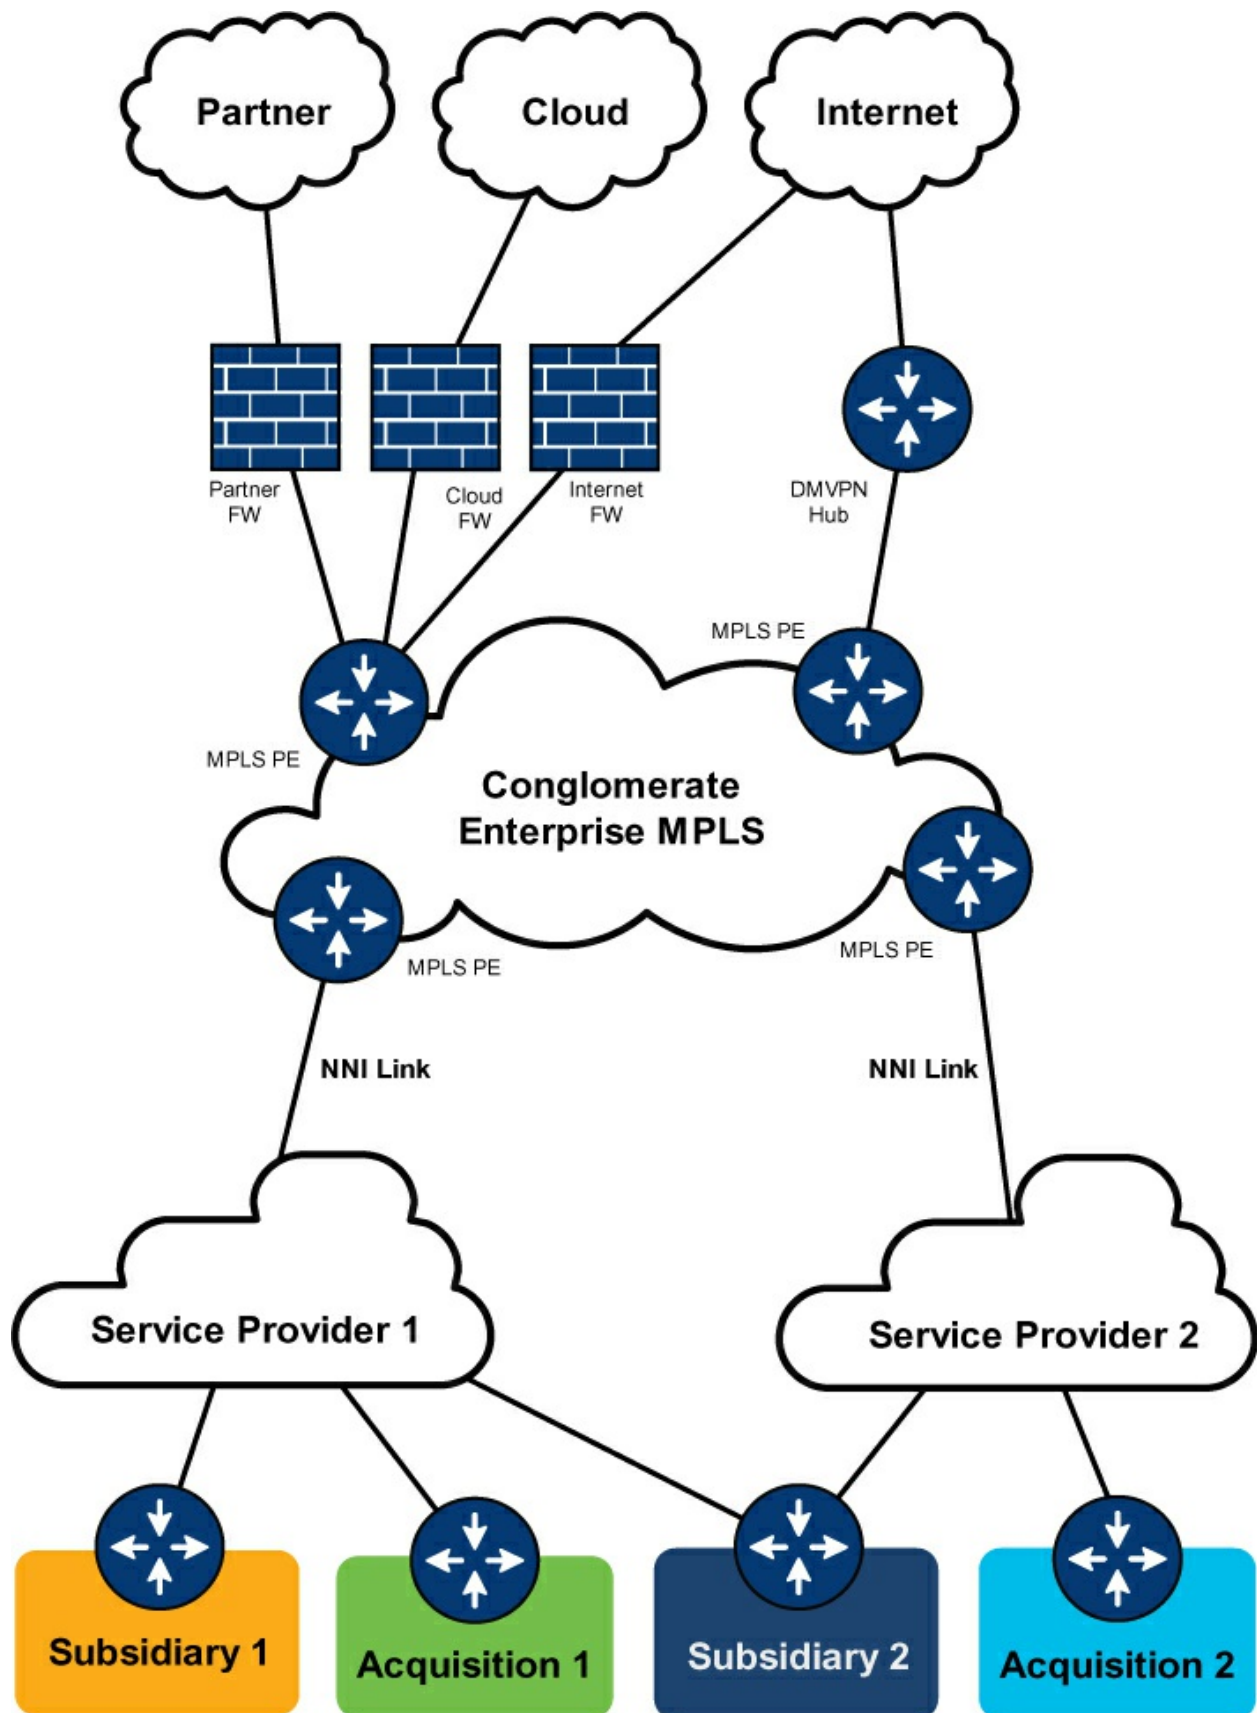 Partner
Cloud
Internet
Partner
FW
Cloud
FW
Internet
FW
DMVPN
Hub
MPLS PE
MPLS PE
Conglomerate
Enterprise MPLS
MPLS PE
MPLS PE
NNI Link
NNI Link
Service Provider 1
Service Provider 2
Subsidiary 1
Acquisition 1
Subsidiary 2
Acquisition 2